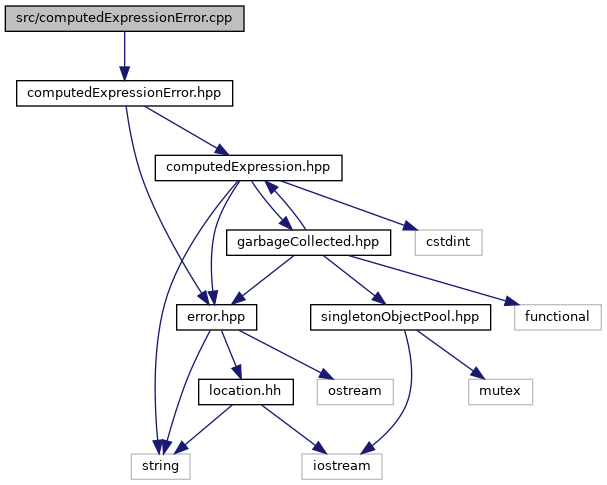 src/computedExpressionError.cpp
computedExpressionError.hpp
computedExpression.hpp
garbageCollected.hpp
cstdint
error.hpp
singletonObjectPool.hpp
functional
location.hh
ostream
mutex
string
iostream